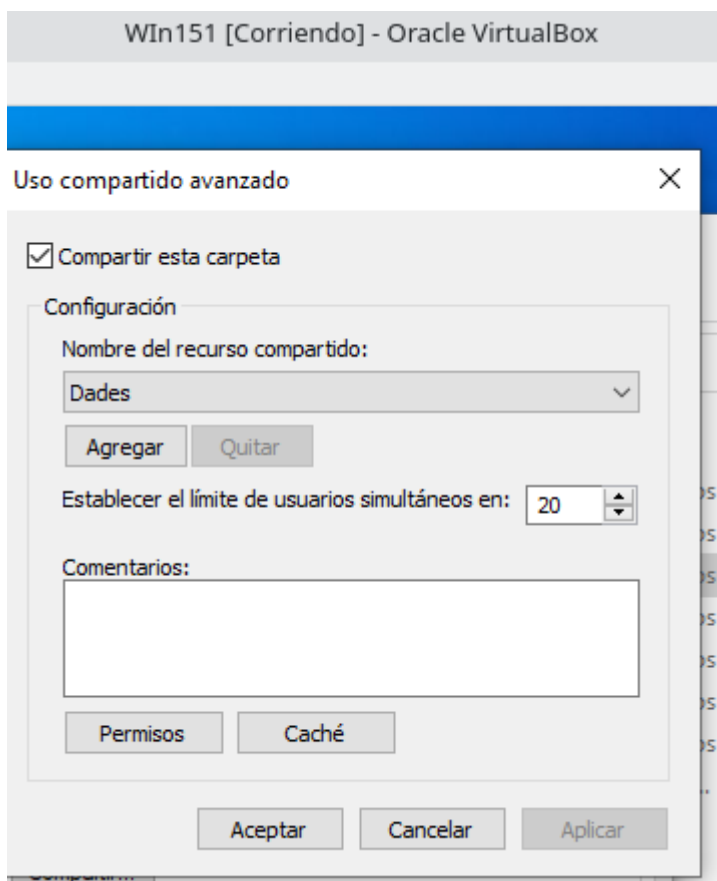 WIn151 [Corriendo] - Oracle VirtualBox
Uso compartido avanzado
Compartir esta carpeta
Configuración
Nombre del recurso compartido:
Dades
Agregar Quitar
Establecer el límite de usuarios simultáneos en: 20
Comentarios:
Permisos Caché
Aceptar Cancelar Aplicar